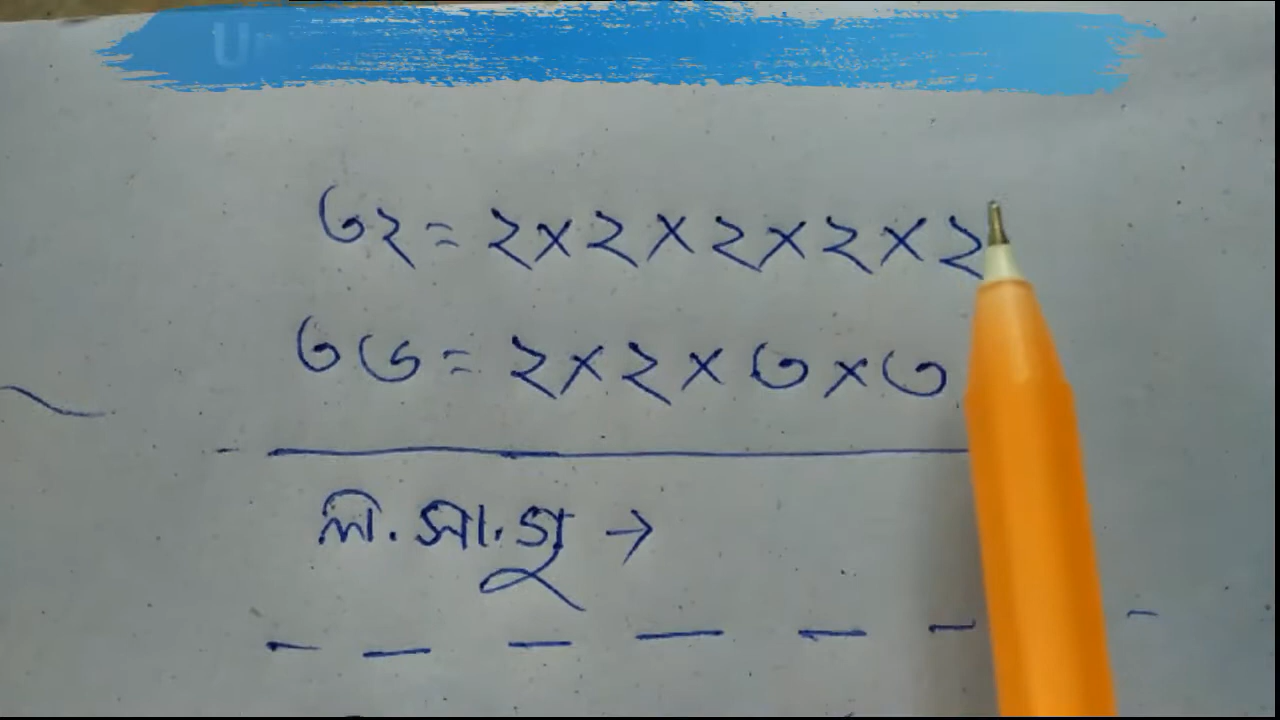 ৩২ = ২×২×২×২×২
৩৬ = ২×২×৩×৩
ল.সা.গু →